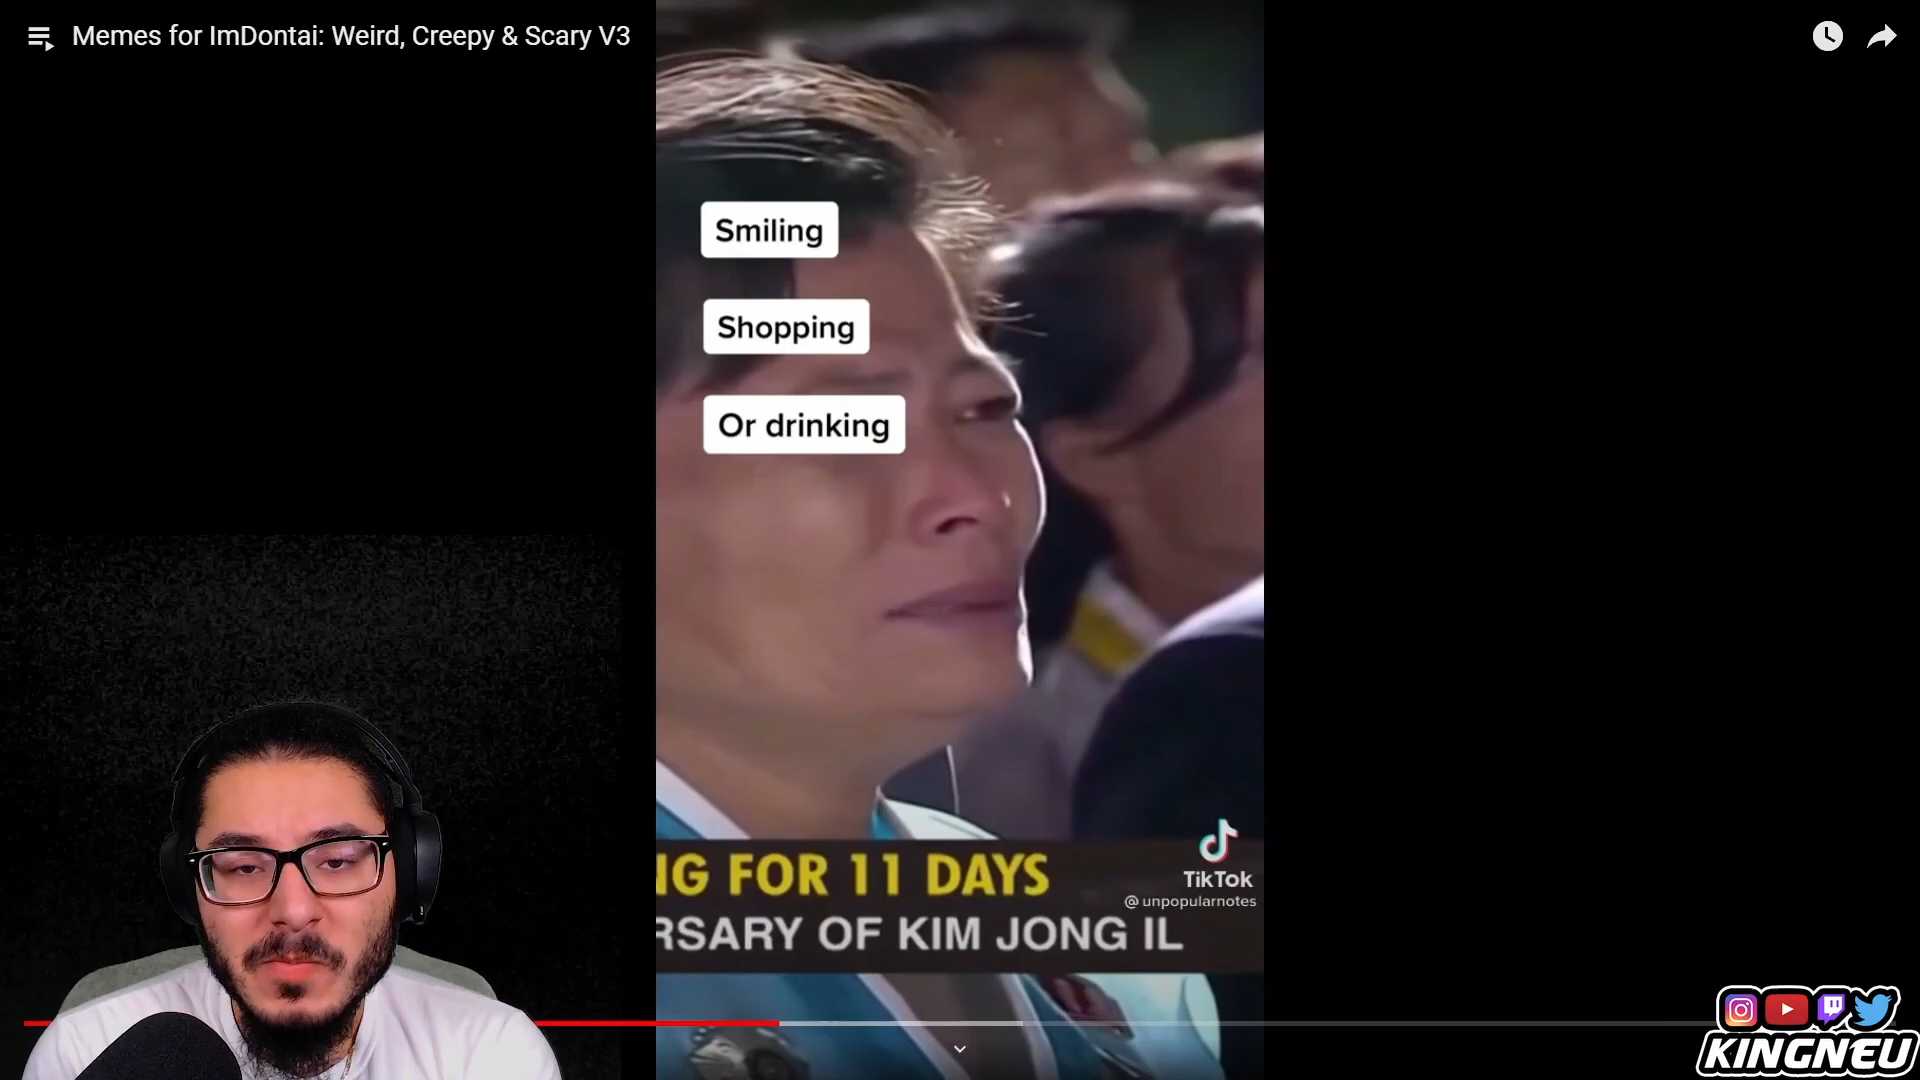 Memes for ImDontai: Weird, Creepy & Scary V3
Smiling
Shopping
Or drinking
NG FOR 11 DAYS
RSARY OF KIM JONG IL
TikTok
@unpopularnotes
KINGNEU